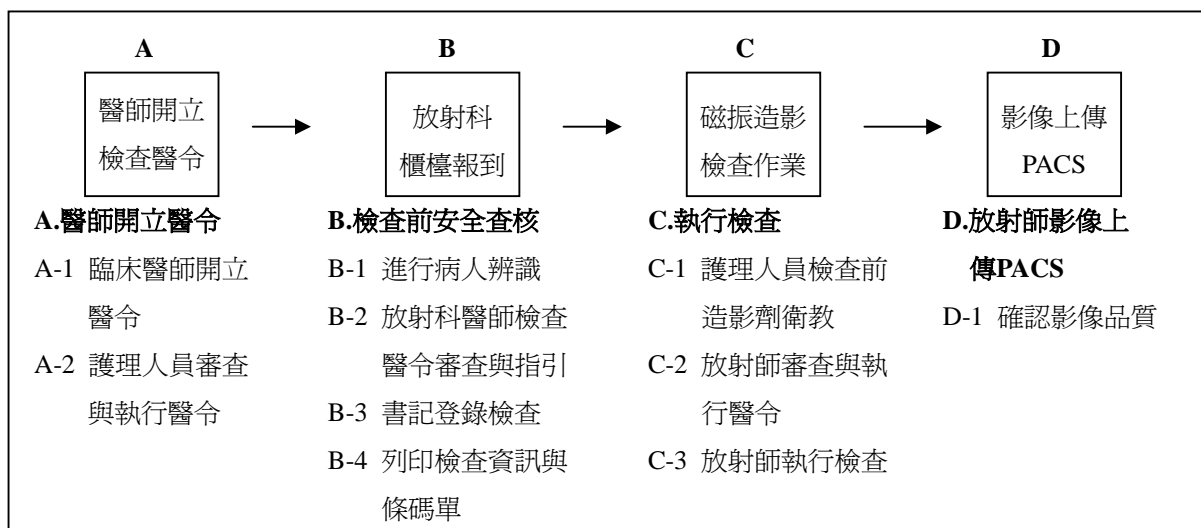 A
醫師開立
檢查醫令
B
放射科
櫃檯報到
C
磁振造影
檢查作業
D
影像上傳
PACS
A.醫師開立醫令
A-1 臨床醫師開立
醫令
A-2 護理人員審查
與執行醫令
B.檢查前安全查核
B-1 進行病人辨識
B-2 放射科醫師檢查
醫令審查與指引
B-3 書記登錄檢查
B-4 列印檢查資訊與
條碼單
C.執行檢查
C-1 護理人員檢查前
造影劑衛教
C-2 放射師審查與執
行醫令
C-3 放射師執行檢查
D.放射師影像上
傳PACS
D-1 確認影像品質